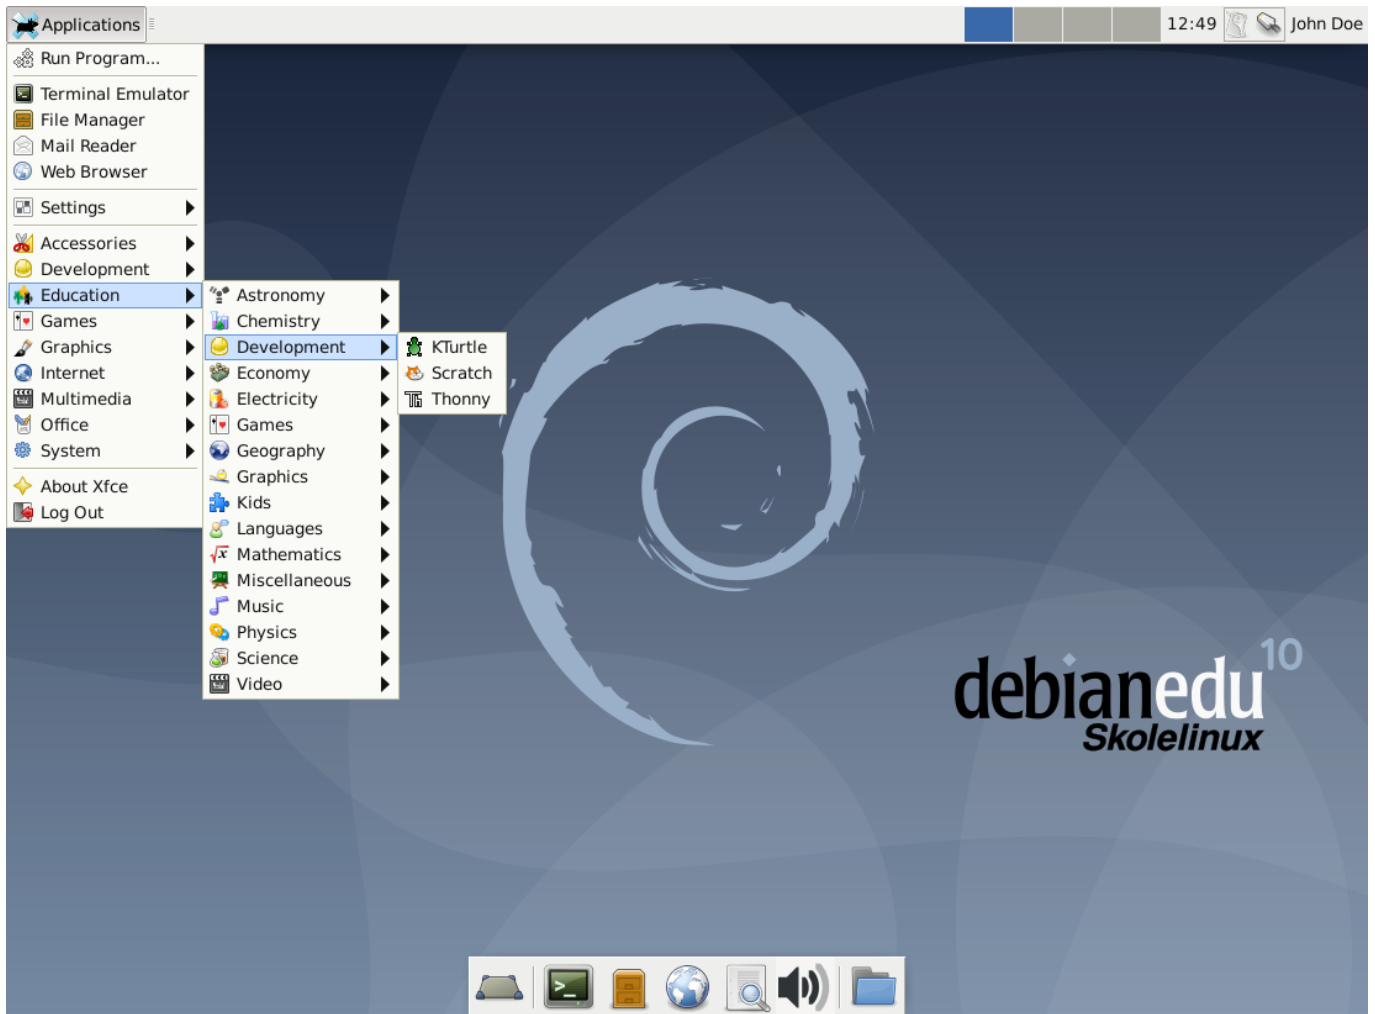 Applications
12:49
John Doe
Run Program...
Terminal Emulator
File Manager
Mail Reader
Web Browser
Settings
Accessories
Development
Education
Games
Graphics
Internet
Multimedia
Office
System
About Xfce
Log Out
Astronomy
Chemistry
Development
Economy
Electricity
Games
Geography
Graphics
Kids
Languages
Mathematics
Miscellaneous
Music
Physics
Science
Video
KTurtle
Scratch
Thonny
debianedu 10
Skolelinux